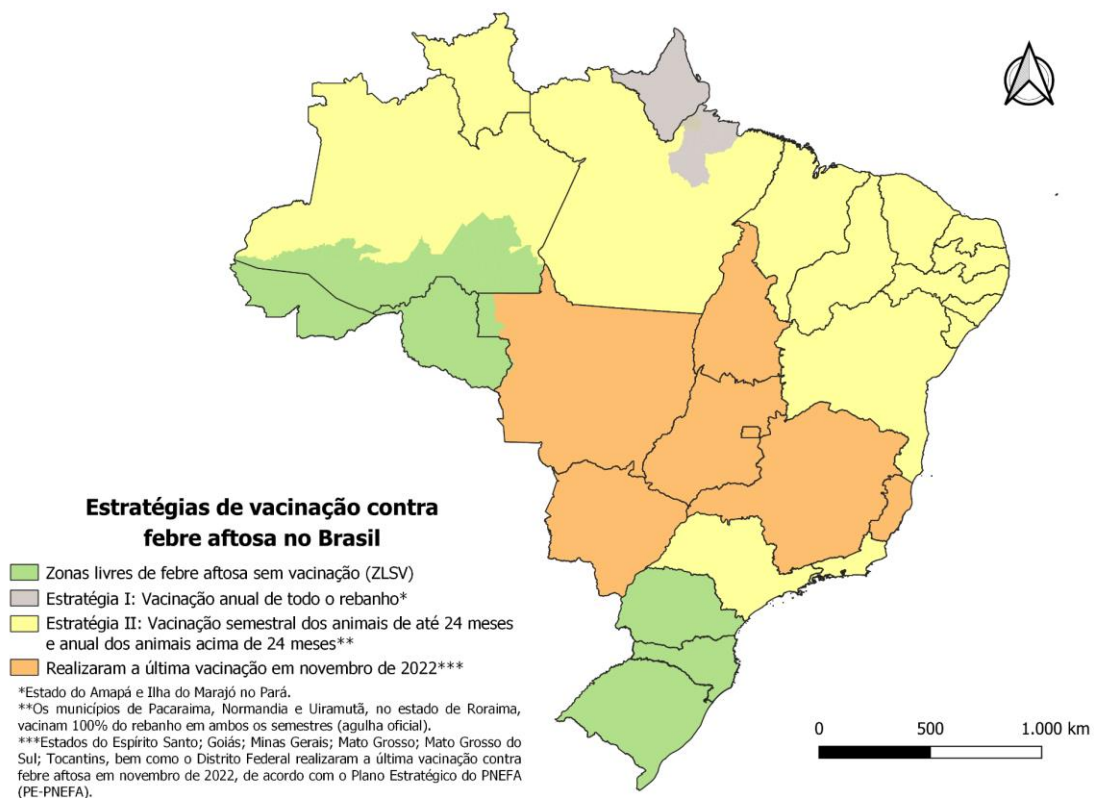 Estratégias de vacinação contra
febre aftosa no Brasil
Zonas livres de febre aftosa sem vacinação (ZLSV)
Estratégia I: Vacinação anual de todo o rebanho*
Estratégia II: Vacinação semestral dos animais de até 24 meses
e anual dos animais acima de 24 meses**
Realizaram a última vacinação em novembro de 2022***
*Estado do Amapá e Ilha do Marajó no Pará.
**Os municípios de Pacaraima, Normandia e Uiramutã, no estado de Roraima,
vacinam 100% do rebanho em ambos os semestres (agulha oficial).
***Estados do Espírito Santo; Goiás; Minas Gerais; Mato Grosso; Mato Grosso do
Sul; Tocantins, bem como o Distrito Federal realizaram a última vacinação contra
febre aftosa em novembro de 2022, de acordo com o Plano Estratégico do PNEFA
(PE-PNEFA).
0 500 1.000 km